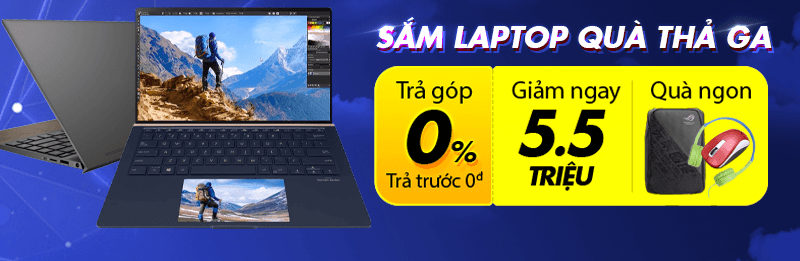 SẮM LAPTOP QUÀ THẢ GA
Trả góp
0%
Trả trước 0đ
Giảm ngay
5.5
TRIỆU
Quà ngon